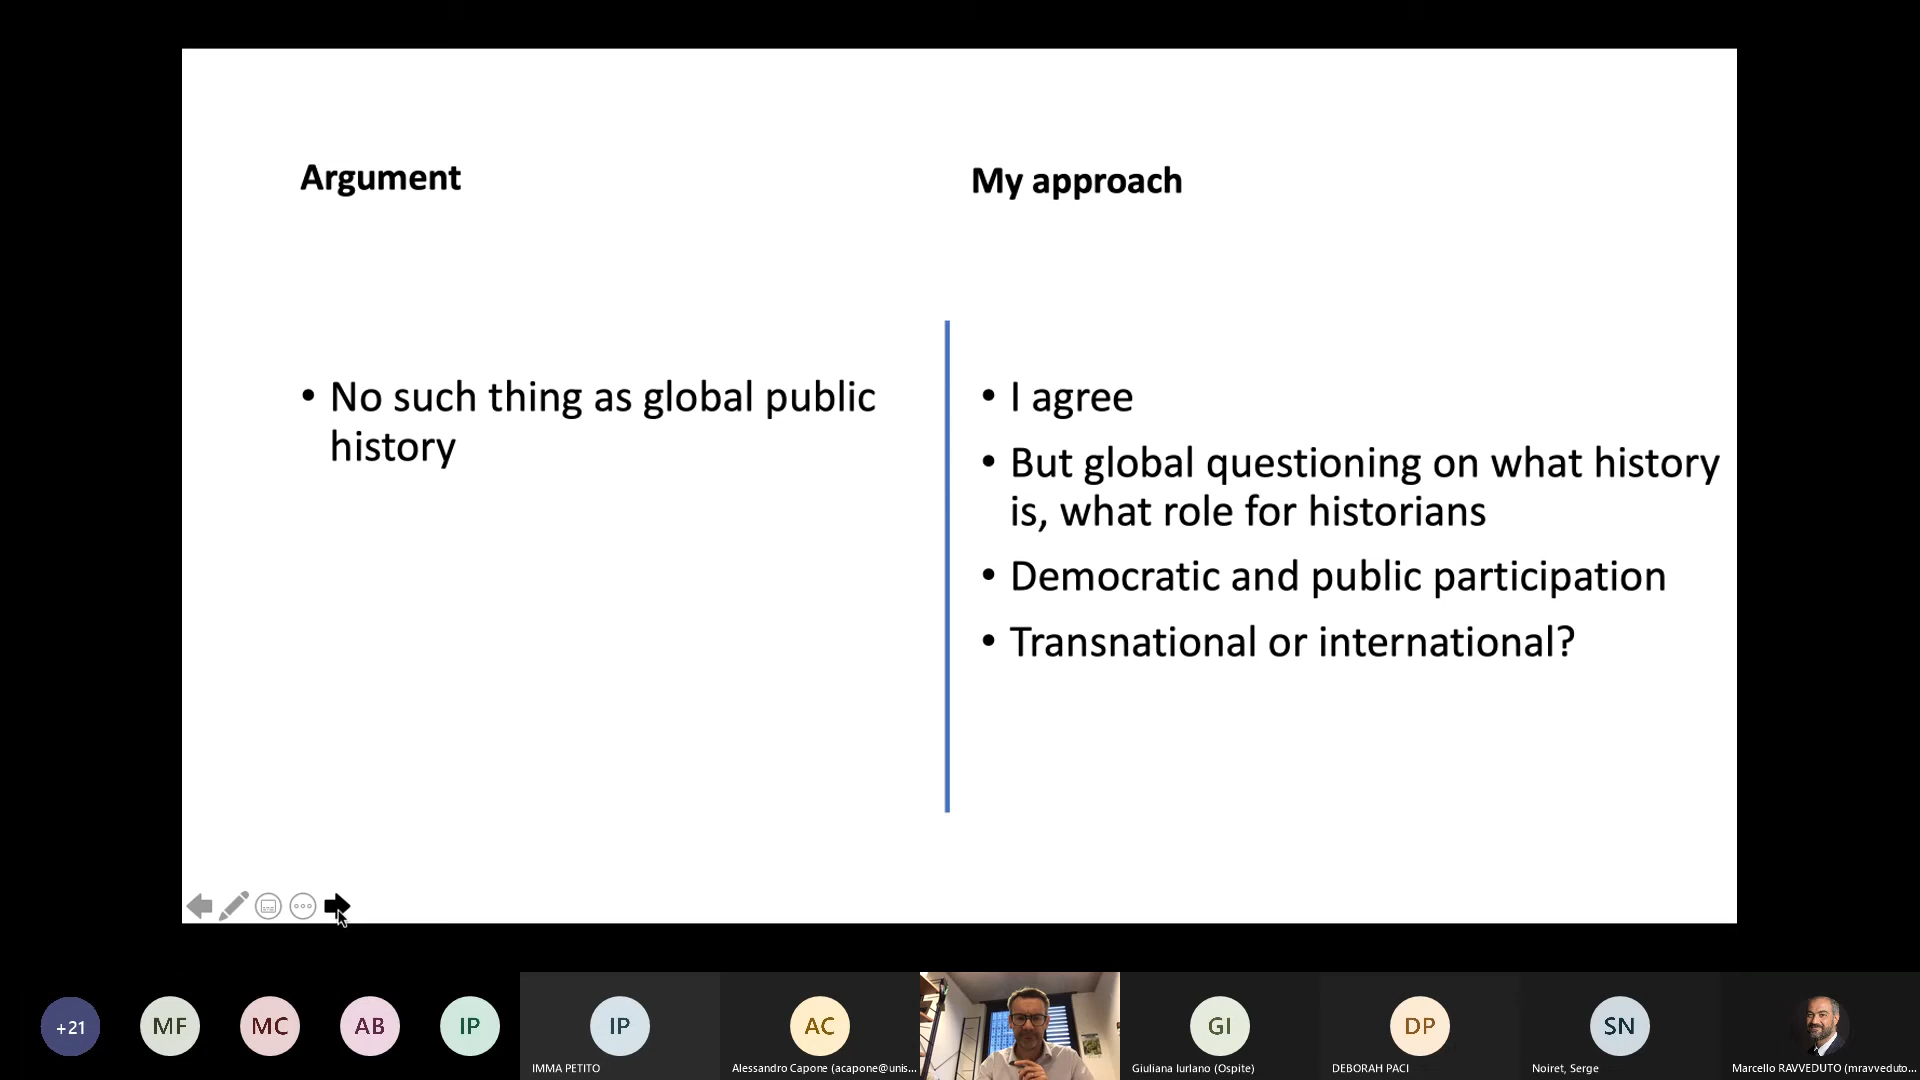 Argument
My approach
• No such thing as global public
history
• I agree
• But global questioning on what history
is, what role for historians
• Democratic and public participation
• Transnational or international?
+21
MF
MC
AB
IP
IP
IMMA PETITO
AC
Alessandro Capone (acapone@unis...
GI
Giuliana Iurlano (Ospite)
DP
DEBORAH PACI
SN
Noiret, Serge
Marcello RAVVEDUTO (mravveduto...